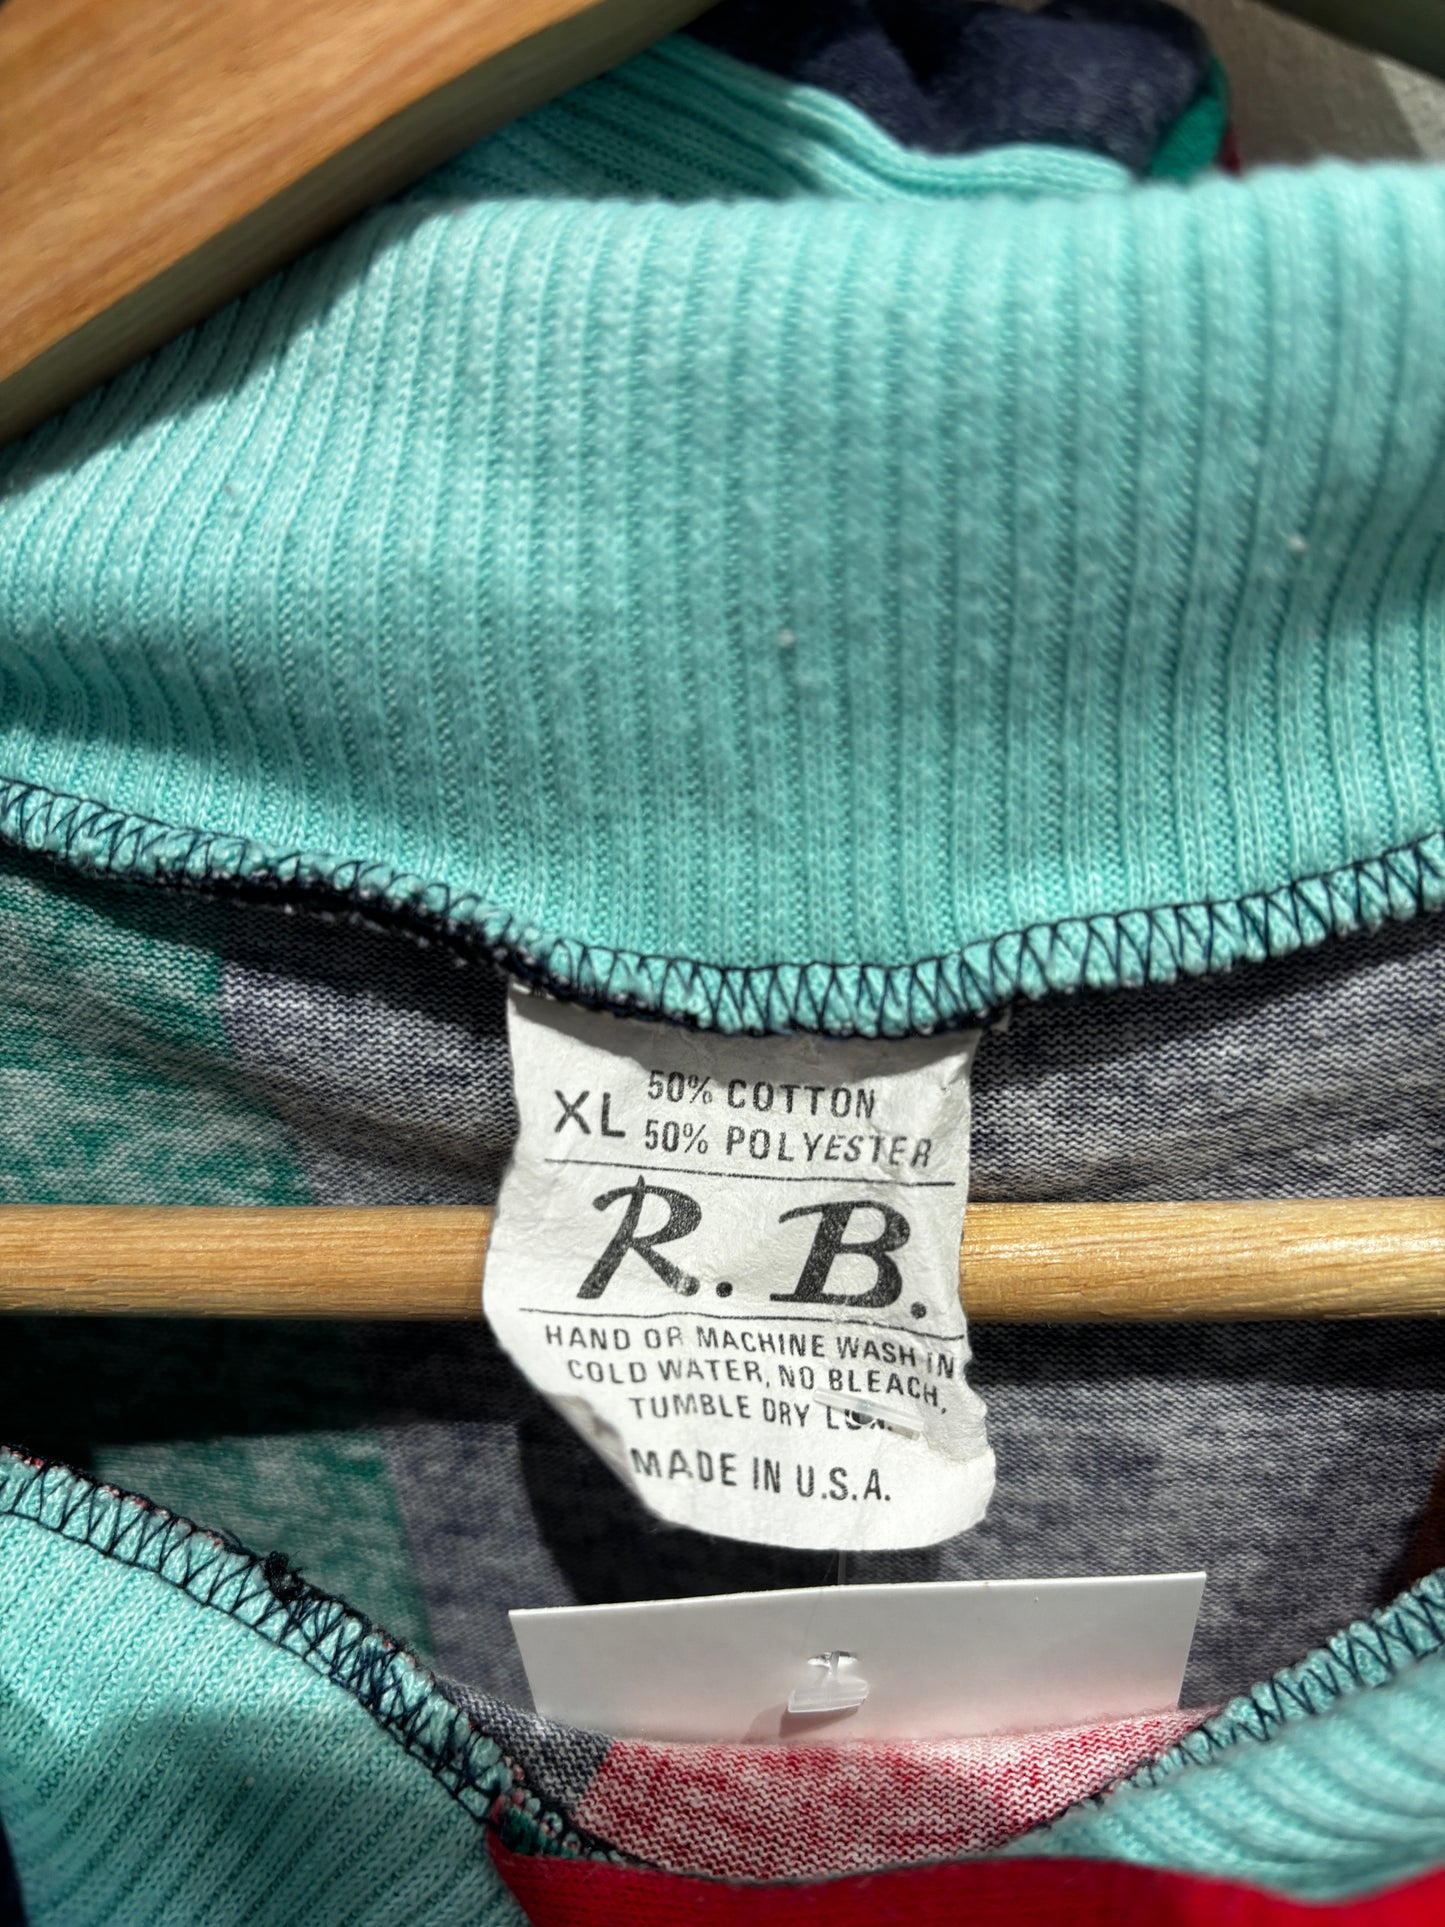 XL 50% COTTON
50% POLYESTER
R. B.
HAND OR MACHINE WASH IN
COLD WATER, NO BLEACH,
TUMBLE DRY
MADE IN U.S.A.